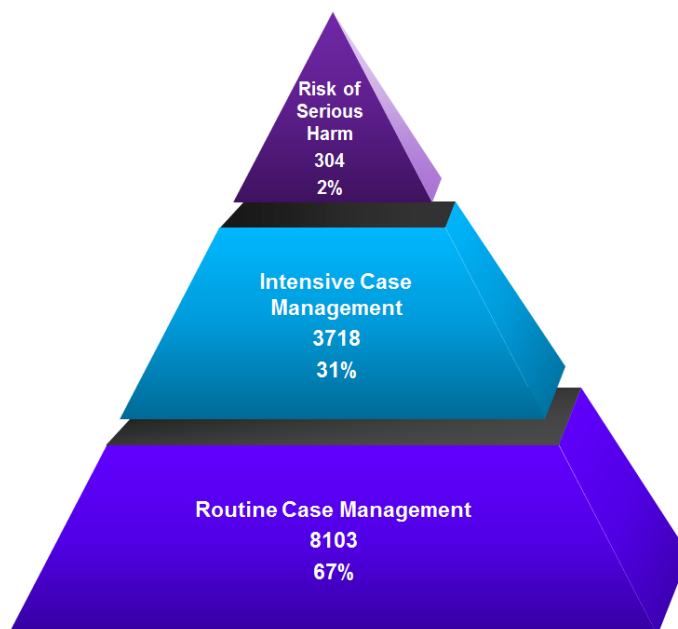 Risk of
Serious
Harm
304
2%
Intensive Case
Management
3718
31%
Routine Case Management
8103
67%